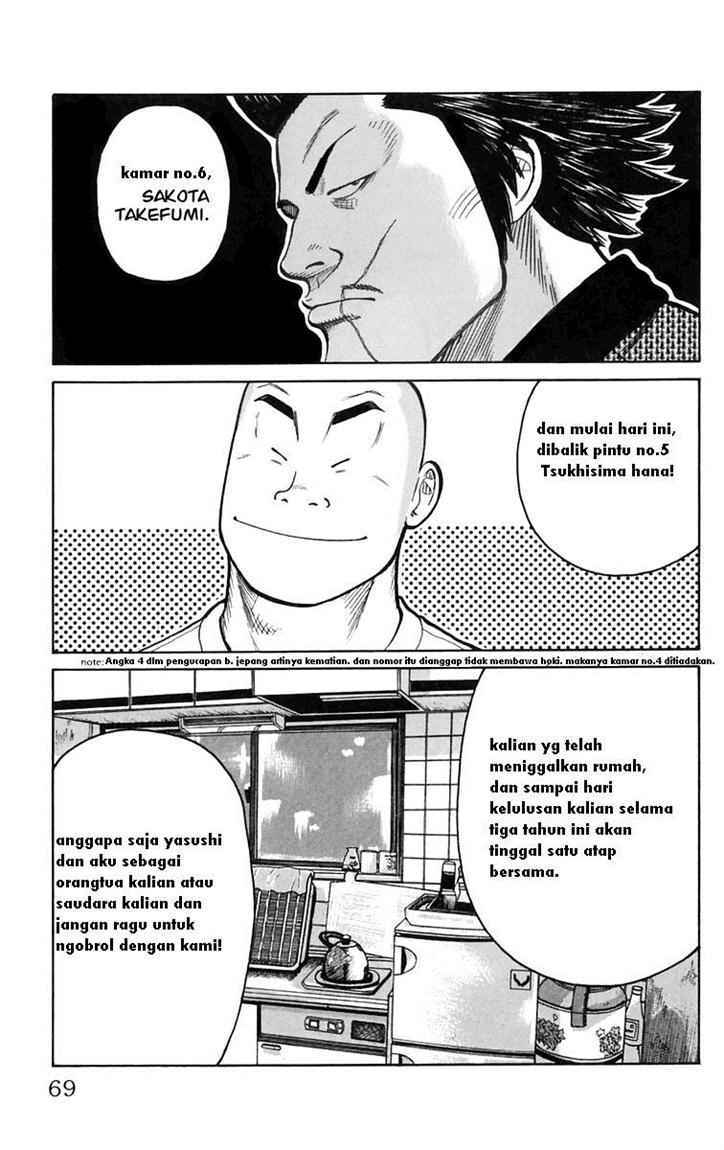 kamar no.6,
SAKOTA
TAKEFUMI.
dan mulai hari ini,
dibalik pintu no.5
Tsukhisima hana!
note: Angka 4 dlm pengucapan b. jepang artinya kematian. dan nomor itu dianggap tidak membawa hoki. makanya kamar no.4 ditiadakan.
kalian yg telah
meniggalkan rumah,
dan sampai hari
kelulusan kalian selama
tiga tahun ini akan
tinggal satu atap
bersama.
anggapa saja yasushi
dan aku sebagai
orangtua kalian atau
saudara kalian dan
jangan ragu untuk
ngobrol dengan kami!
69